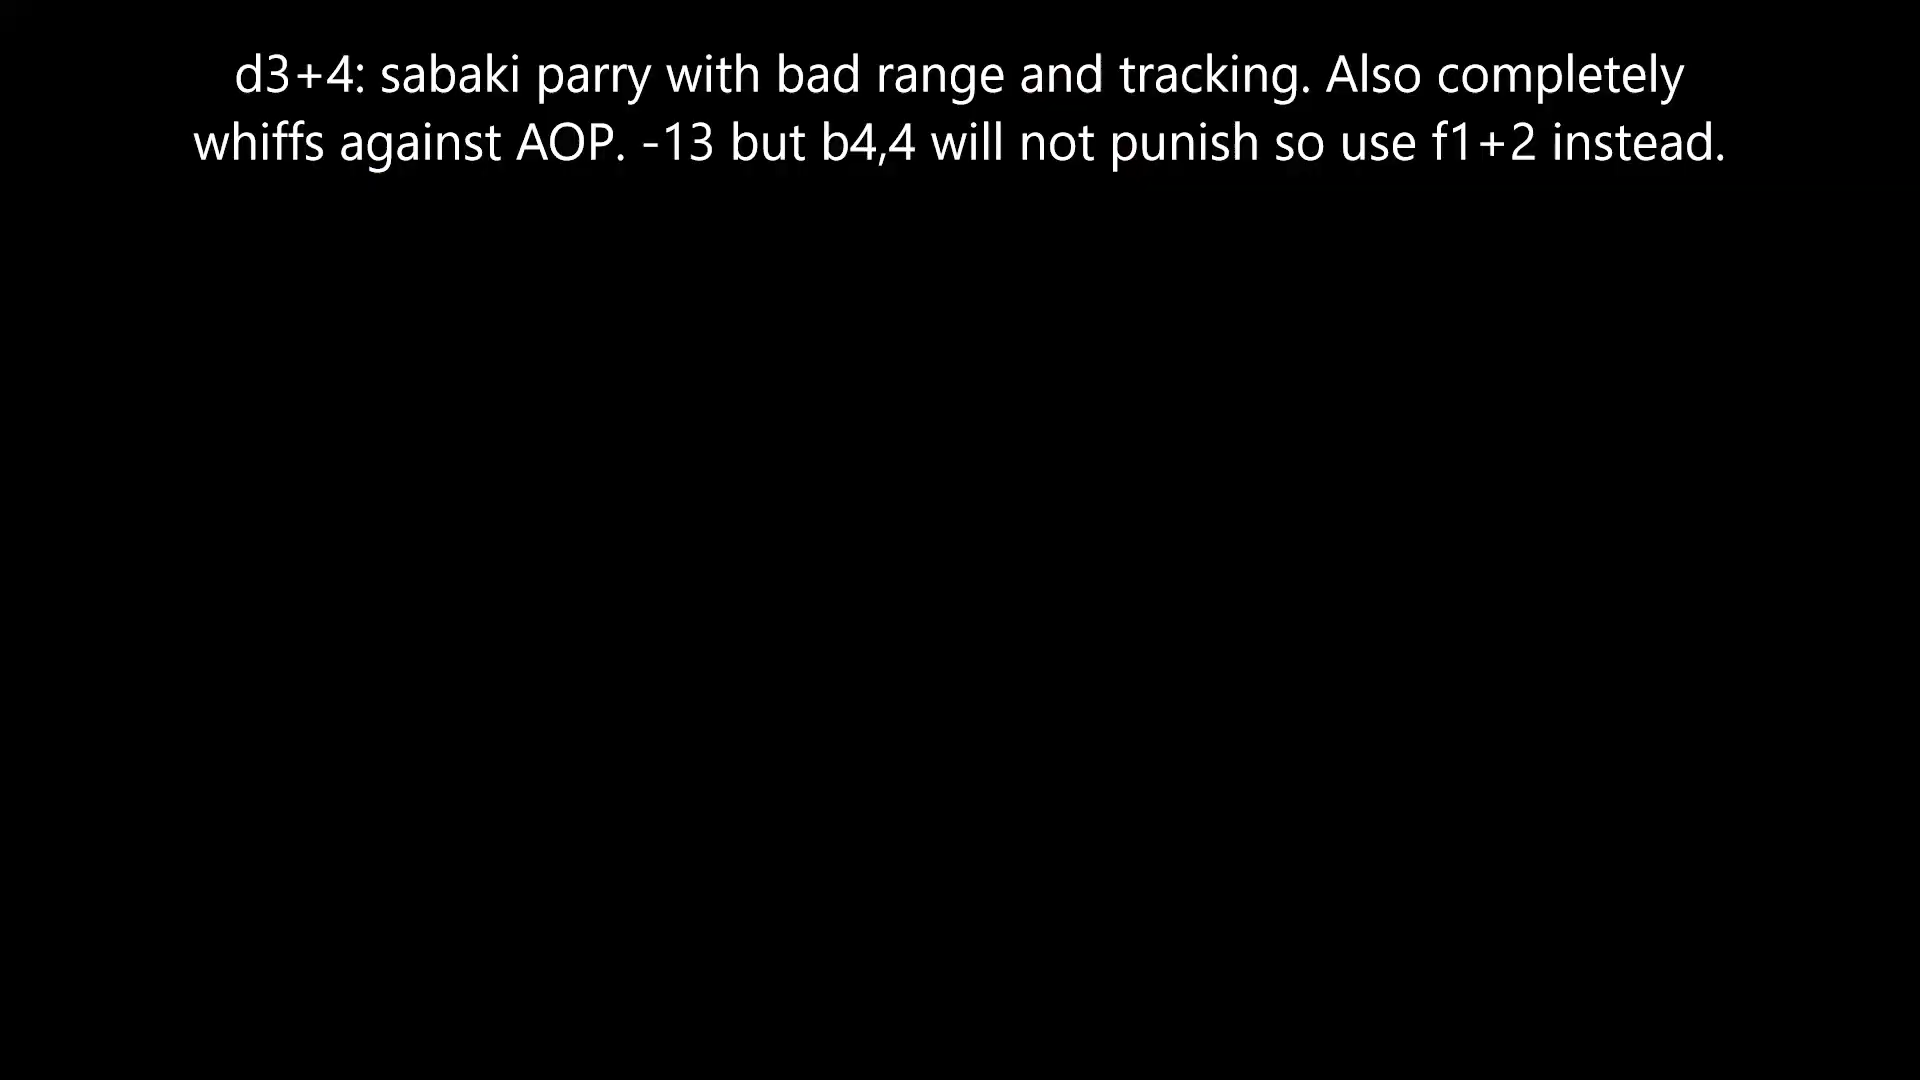 d3+4: sabaki parry with bad range and tracking. Also completely
whiffs against AOP. -13 but b4,4 will not punish so use f1+2 instead.